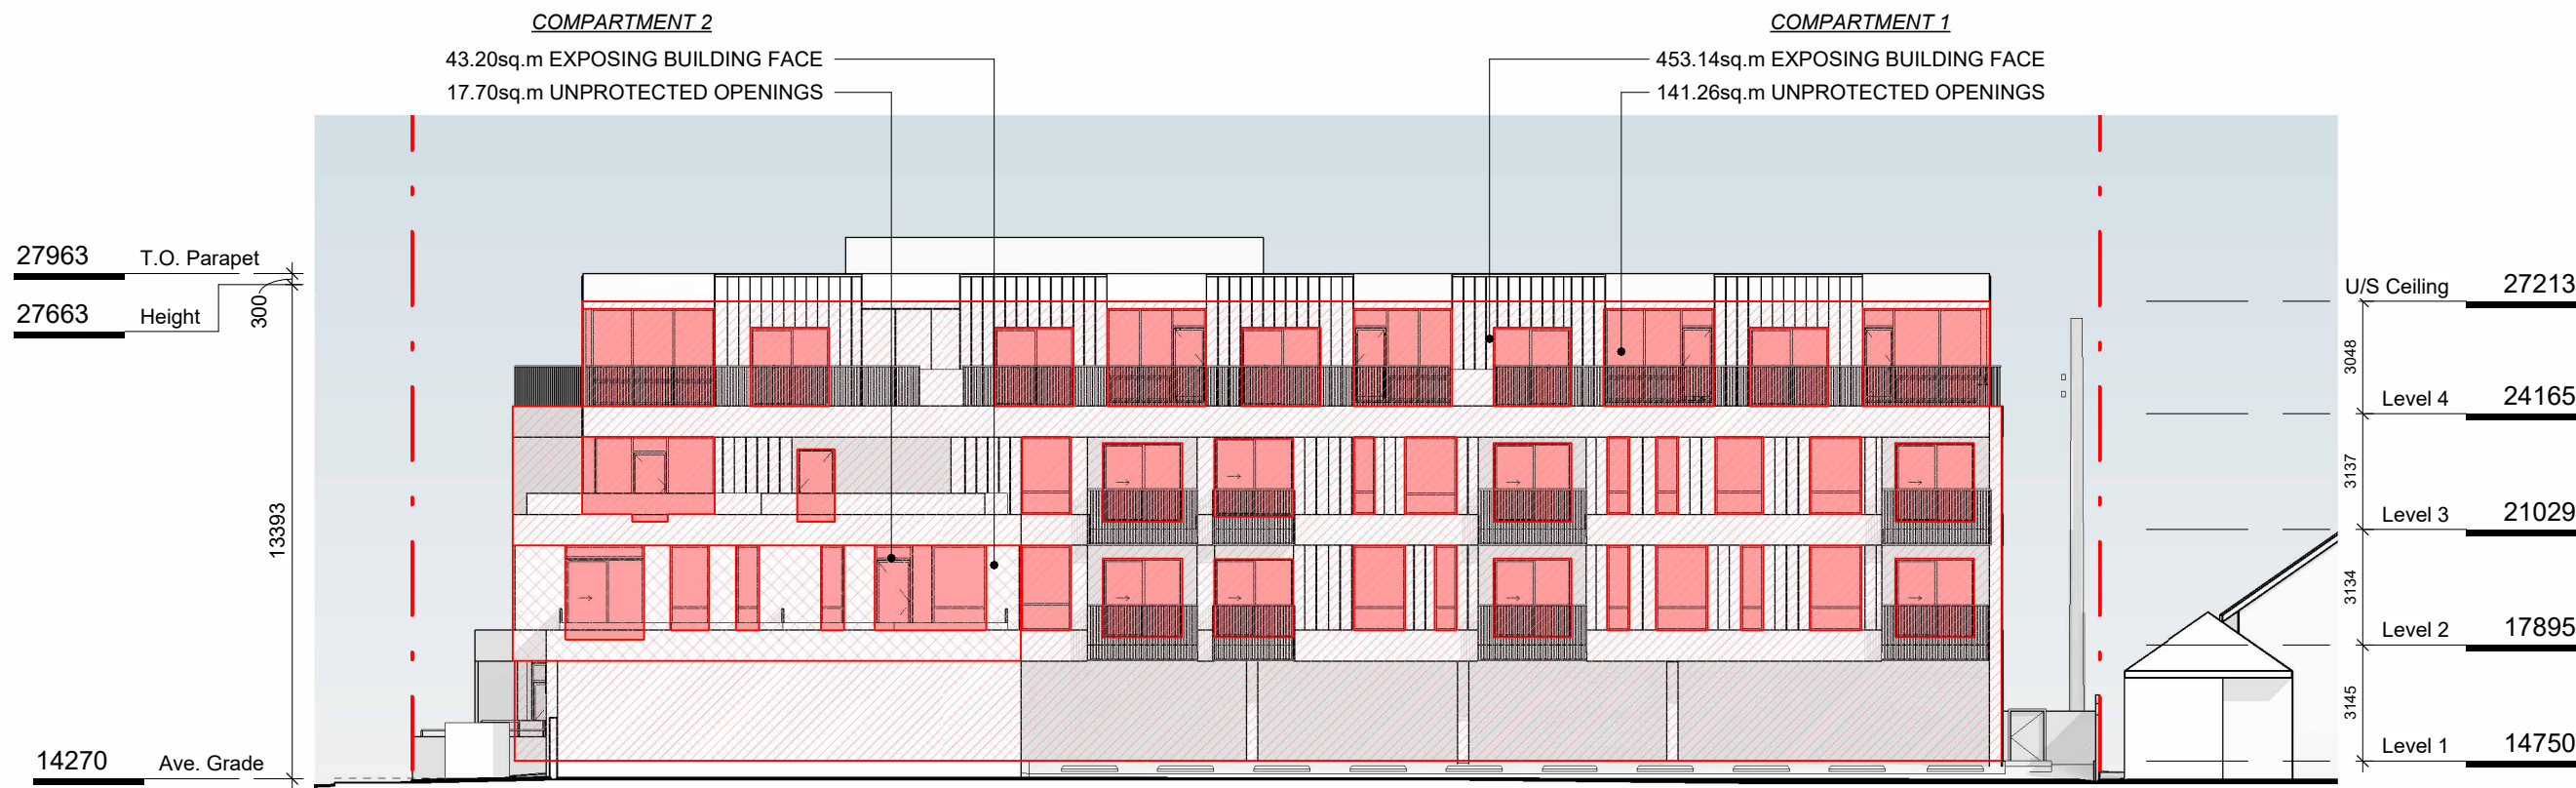 COMPARTMENT 2
43.20sq.m EXPOSING BUILDING FACE
17.70sq.m UNPROTECTED OPENINGS
COMPARTMENT 1
453.14sq.m EXPOSING BUILDING FACE
141.26sq.m UNPROTECTED OPENINGS
27963 T.O. Parapet
300
27663 Height
13393
14270 Ave. Grade
U/S Ceiling 27213
3048
Level 4 24165
3137
Level 3 21029
3134
Level 2 17895
3145
Level 1 14750